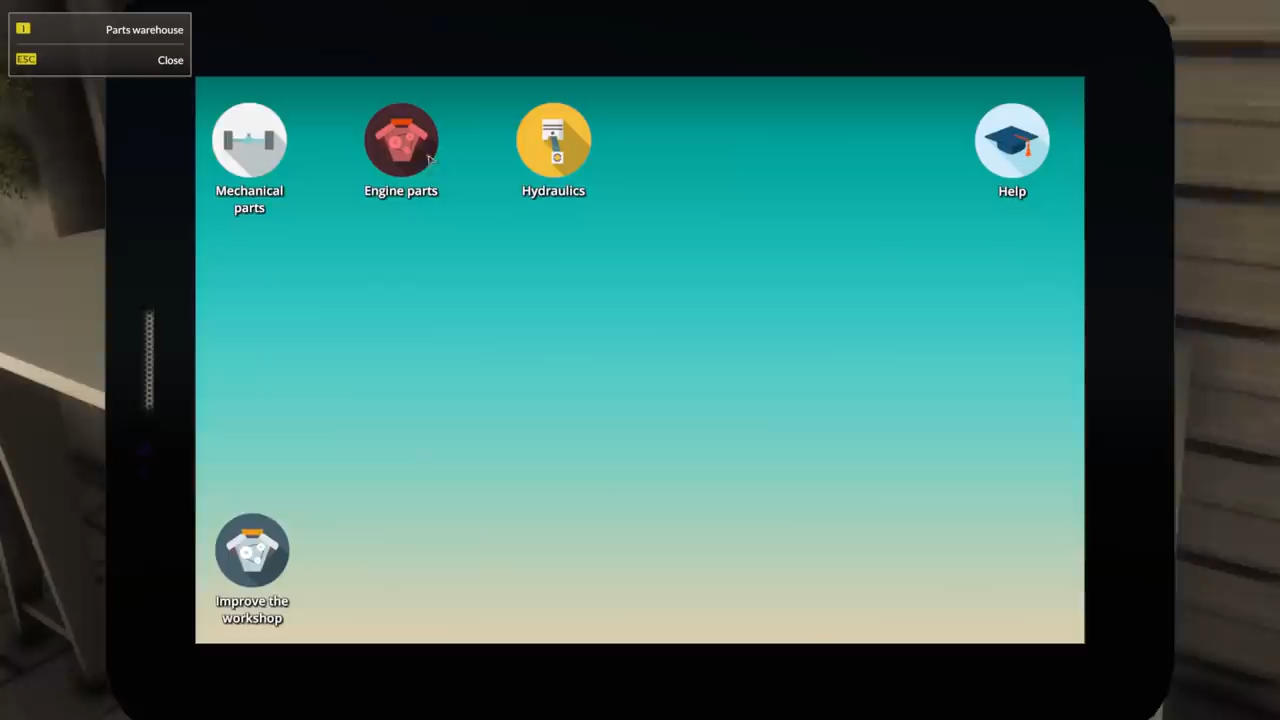 I
Parts warehouse
ESC
Close
Mechanical
parts
Engine parts
Hydraulics
Help
Improve the
workshop